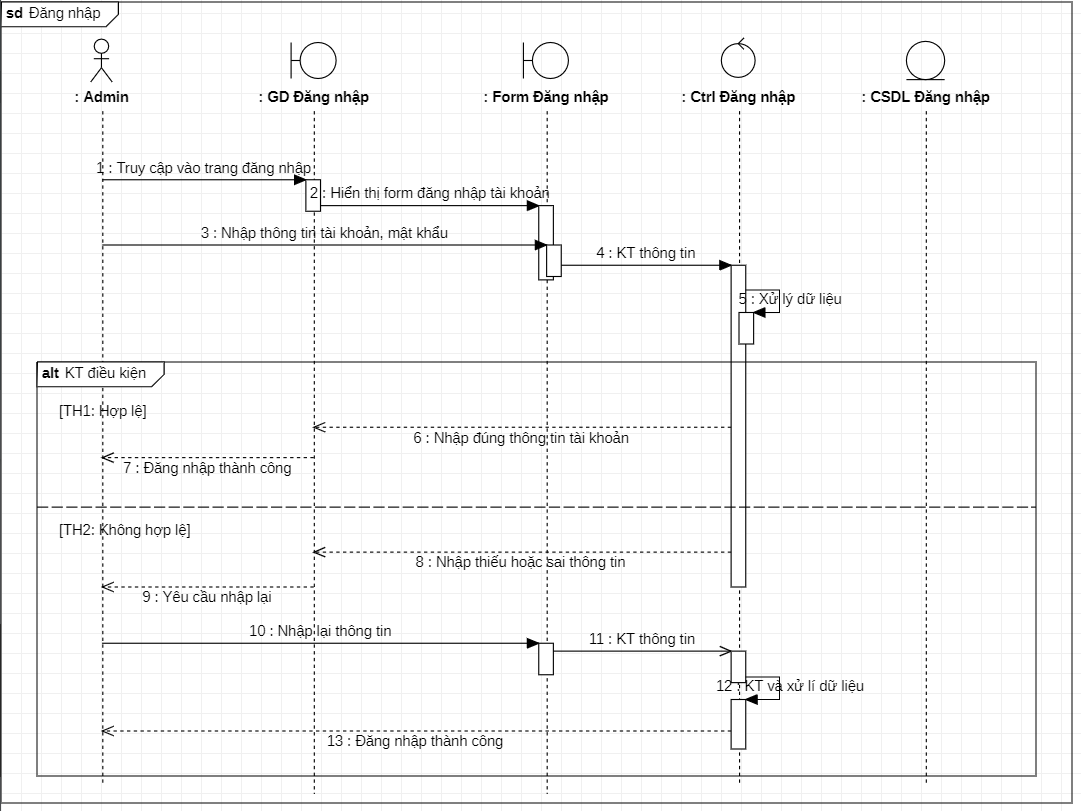 sd Đăng nhập
: Admin
: GD Đăng nhập
: Form Đăng nhập
: Ctrl Đăng nhập
: CSDL Đăng nhập
1 : Truy cập vào trang đăng nhập
2 : Hiển thị form đăng nhập tài khoản
3 : Nhập thông tin tài khoản, mật khẩu
4 : KT thông tin
5 : Xử lý dữ liệu
alt KT điều kiện
[TH1: Hợp lệ]
6 : Nhập đúng thông tin tài khoản
7 : Đăng nhập thành công
[TH2: Không hợp lệ]
8 : Nhập thiếu hoặc sai thông tin
9 : Yêu cầu nhập lại
10 : Nhập lại thông tin
11 : KT thông tin
12 : KT và xử lí dữ liệu
13 : Đăng nhập thành công